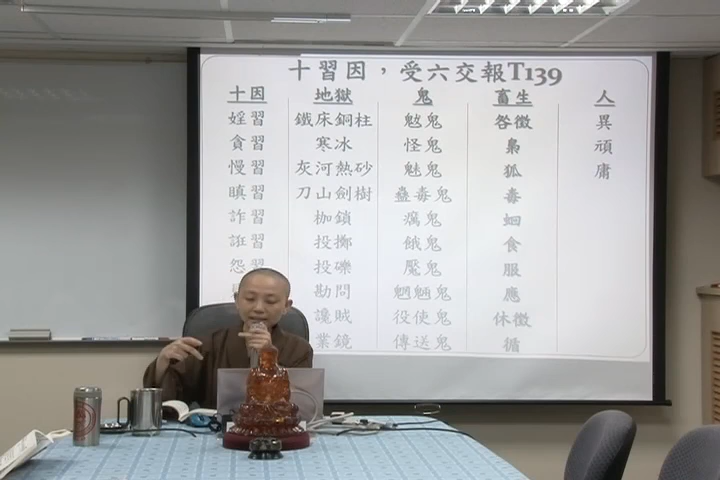 十習因，受六交報T139
十因 地獄 鬼 畜生 人
婬習 鐵床銅柱 魃鬼 咎徵 異
貪習 寒冰 怪鬼 梟 頑
慢習 灰河熱砂 魅鬼 狐 庸
瞋習 刀山劍樹 蠱毒鬼 毒
詐習 枷鎖 癘鬼 蛔
誑習 投擲 餓鬼 食
怨習 投礫 魘鬼 服
勘問 魍魎鬼 應
讒賊 役使鬼 休徵
業鏡 傳送鬼 循